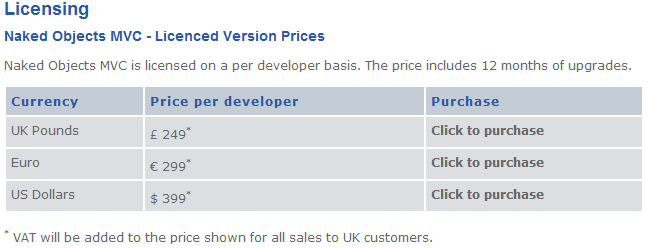 Licensing
Naked Objects MVC - Licenced Version Prices
Naked Objects MVC is licensed on a per developer basis. The price includes 12 months of upgrades.
Currency Price per developer Purchase
UK Pounds £ 249* Click to purchase
Euro € 299* Click to purchase
US Dollars $ 399* Click to purchase
* VAT will be added to the price shown for all sales to UK customers.